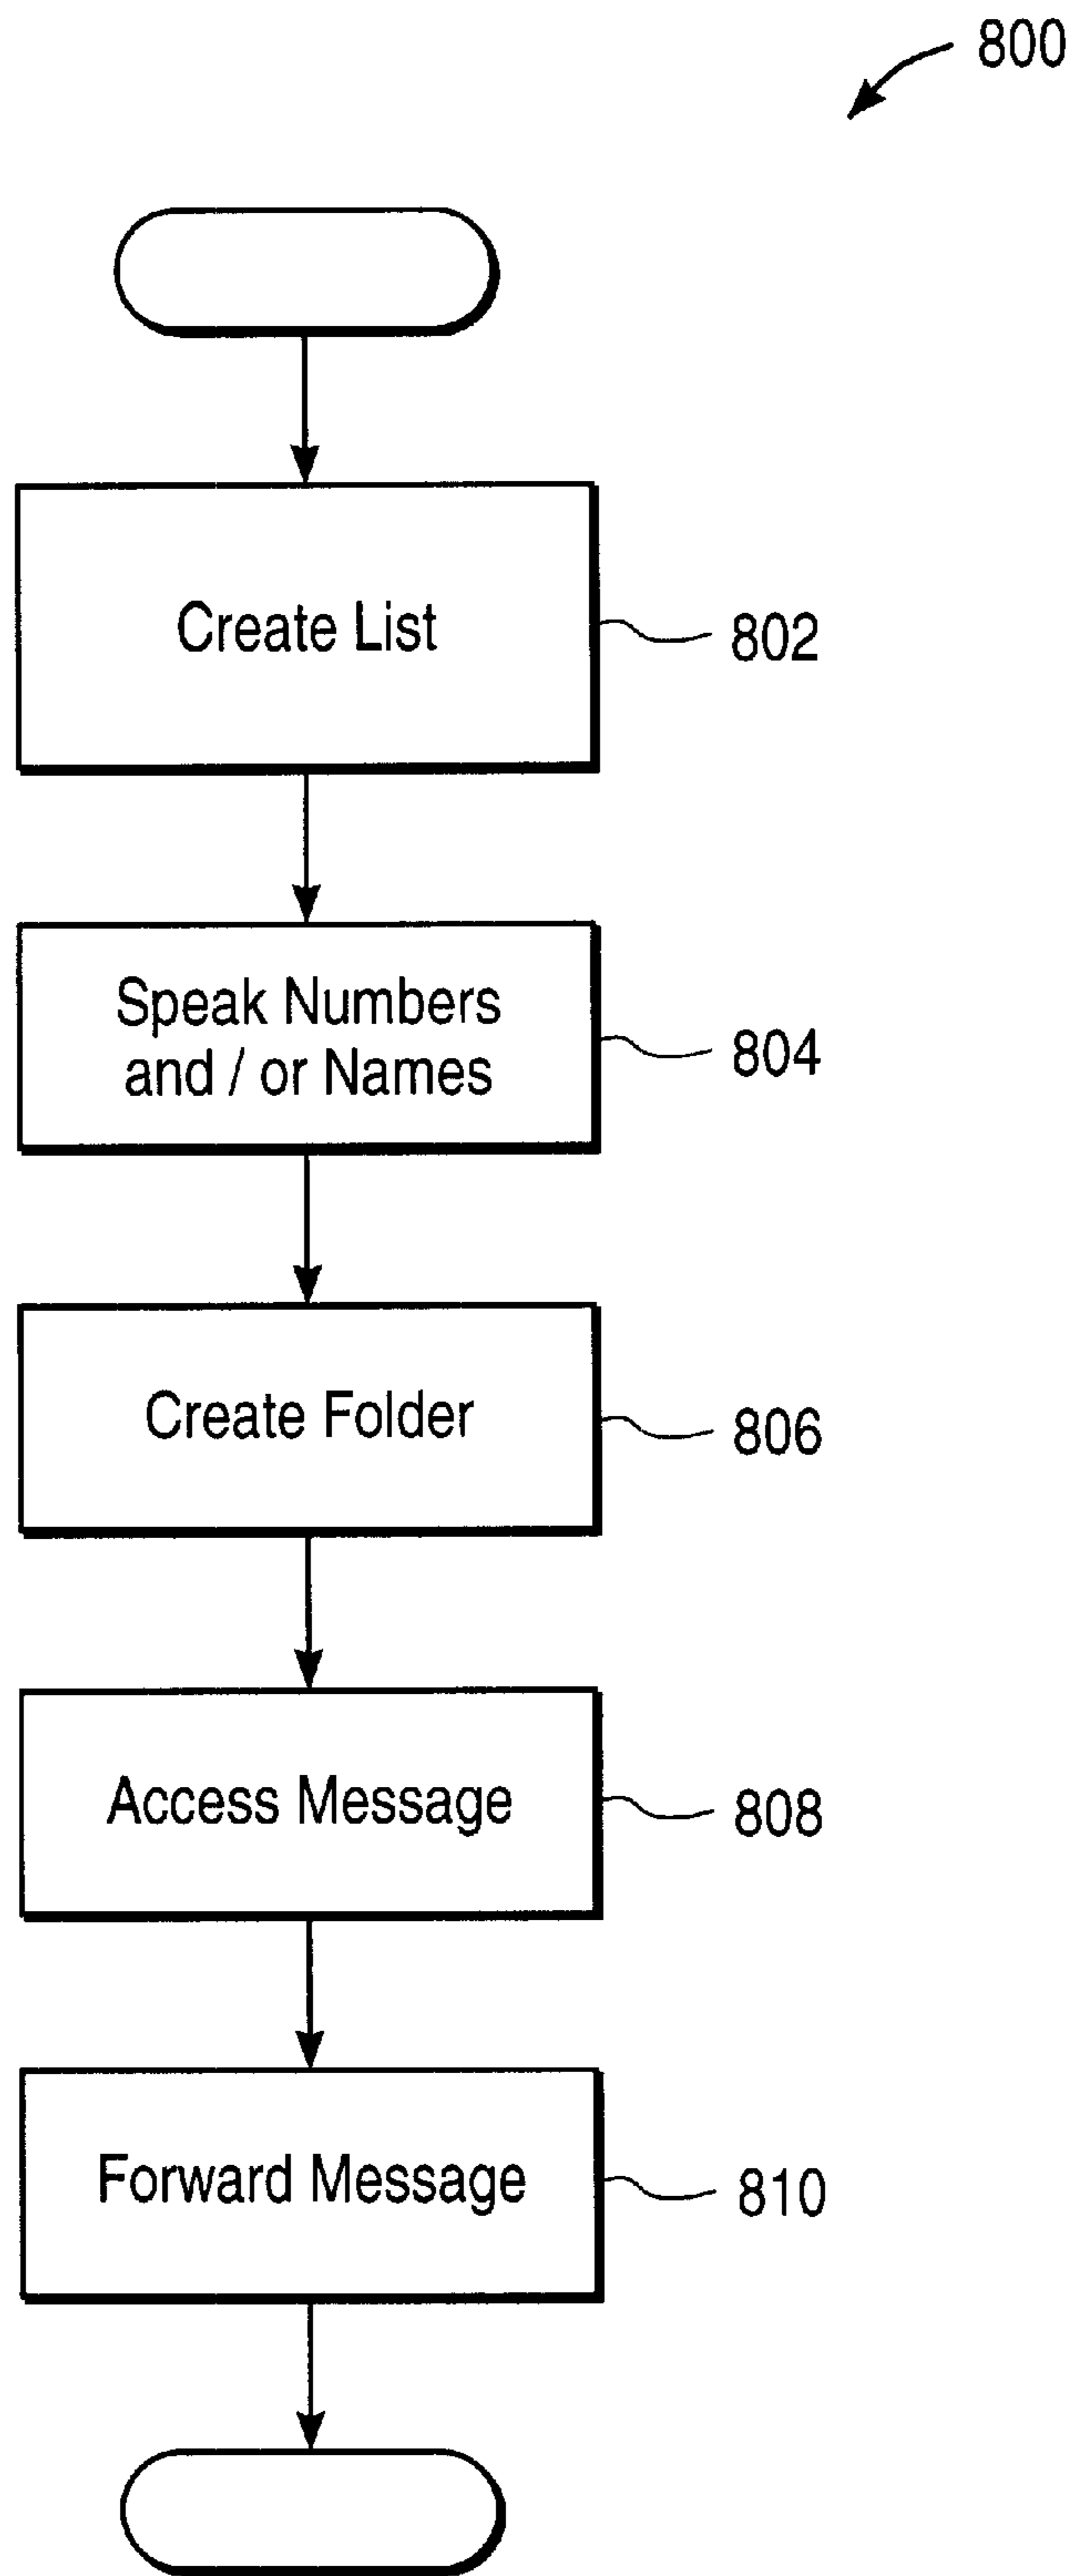 800
Create List
802
Speak Numbers
and / or Names
804
Create Folder
806
Access Message
808
Forward Message
810